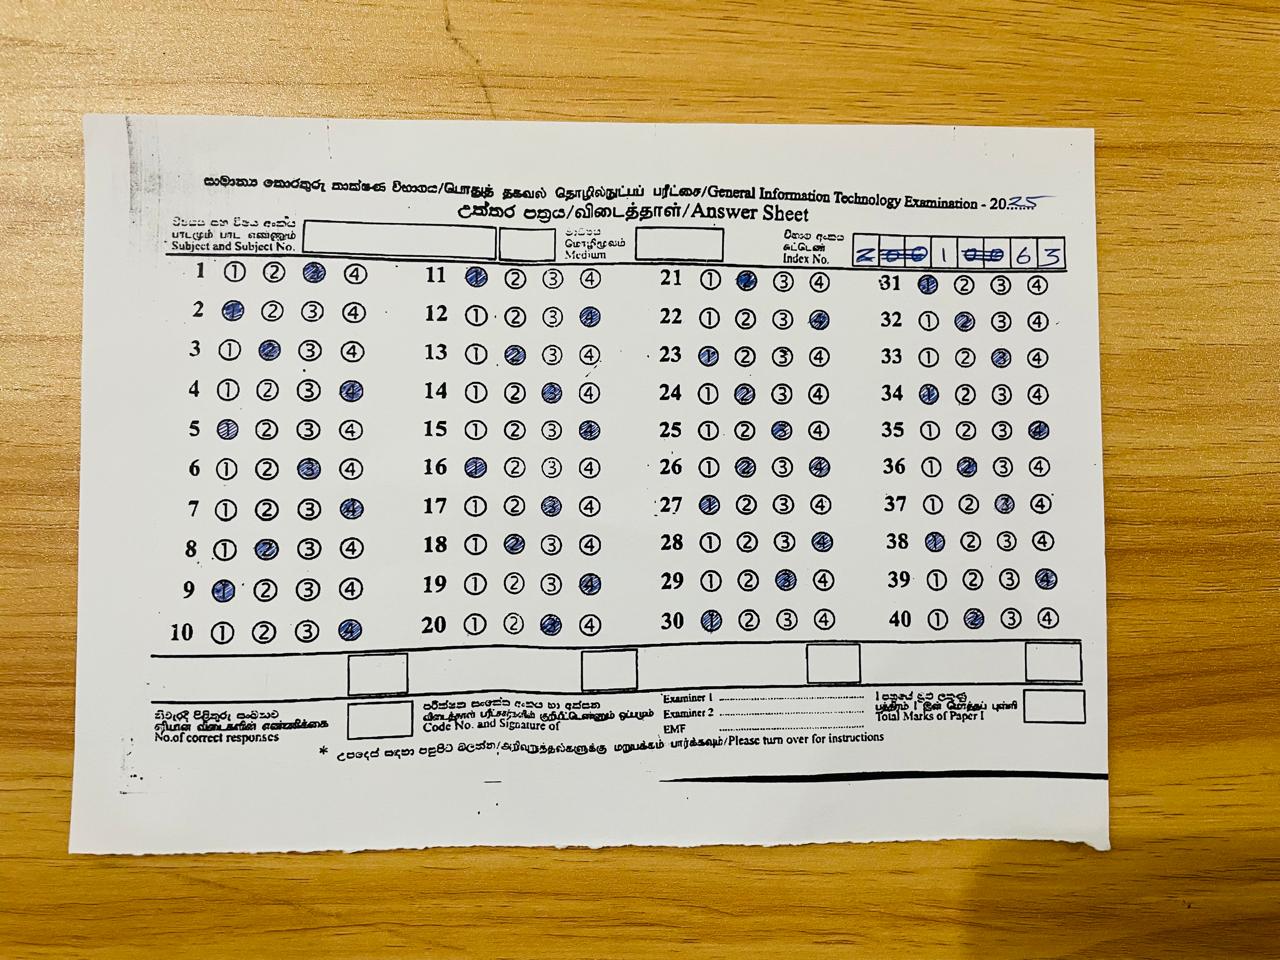 සාමාන්‍ය තොරතුරු තාක්ෂණ විභාගය/பொதுத் தகவல் தொழில்நுட்பப் பரீட்சை/General Information Technology Examination - 2025
උත්තර පත්‍රය/விடைத்தாள்/Answer Sheet
විෂයය සහ විෂය අංකය
பாடமும் பாட எண்ணும்
Subject and Subject No.
මාධ්‍යය
மொழிமூலம்
Medium
විභාග අංකය
சுட்டெண்
Index No.
1 63
1 ① ② ③ ④ 11 ① ② ③ ④ 21 ① ② ③ ④ 31 ① ② ③ ④
2 ① ② ③ ④ 12 ① ② ③ ④ 22 ① ② ③ ④ 32 ① ② ③ ④
3 ① ② ③ ④ 13 ① ② ③ ④ 23 ① ② ③ ④ 33 ① ② ③ ④
4 ① ② ③ ④ 14 ① ② ③ ④ 24 ① ② ③ ④ 34 ① ② ③ ④
5 ① ② ③ ④ 15 ① ② ③ ④ 25 ① ② ③ ④ 35 ① ② ③ ④
6 ① ② ③ ④ 16 ① ② ③ ④ 26 ① ② ③ ④ 36 ① ② ③ ④
7 ① ② ③ ④ 17 ① ② ③ ④ 27 ① ② ③ ④ 37 ① ② ③ ④
8 ① ② ③ ④ 18 ① ② ③ ④ 28 ① ② ③ ④ 38 ① ② ③ ④
9 ① ② ③ ④ 19 ① ② ③ ④ 29 ① ② ③ ④ 39 ① ② ③ ④
10 ① ② ③ ④ 20 ① ② ③ ④ 30 ① ② ③ ④ 40 ① ② ③ ④
නිවැරදි පිළිතුරු සංඛ්‍යාව
சரியான விடைகளின் எண்ணிக்கை
No.of correct responses
පරීක්ෂක සංකේත අංකය හා අත්සන
விடைத்தாள் பரீட்சகரின் குறியீட்டெண்ணும் ஒப்பமும்
Code No. and Signature of
Examiner 1
Examiner 2
EMF
I පත්‍රයේ මුළු ලකුණු
பத்திரம் I இன் மொத்தப் புள்ளி
Total Marks of Paper I
* උපදෙස් සඳහා පළපිට බලන්න/அறிவுறுத்தல்களுக்கு மறுபக்கம் பார்க்கவும்/Please turn over for instructions